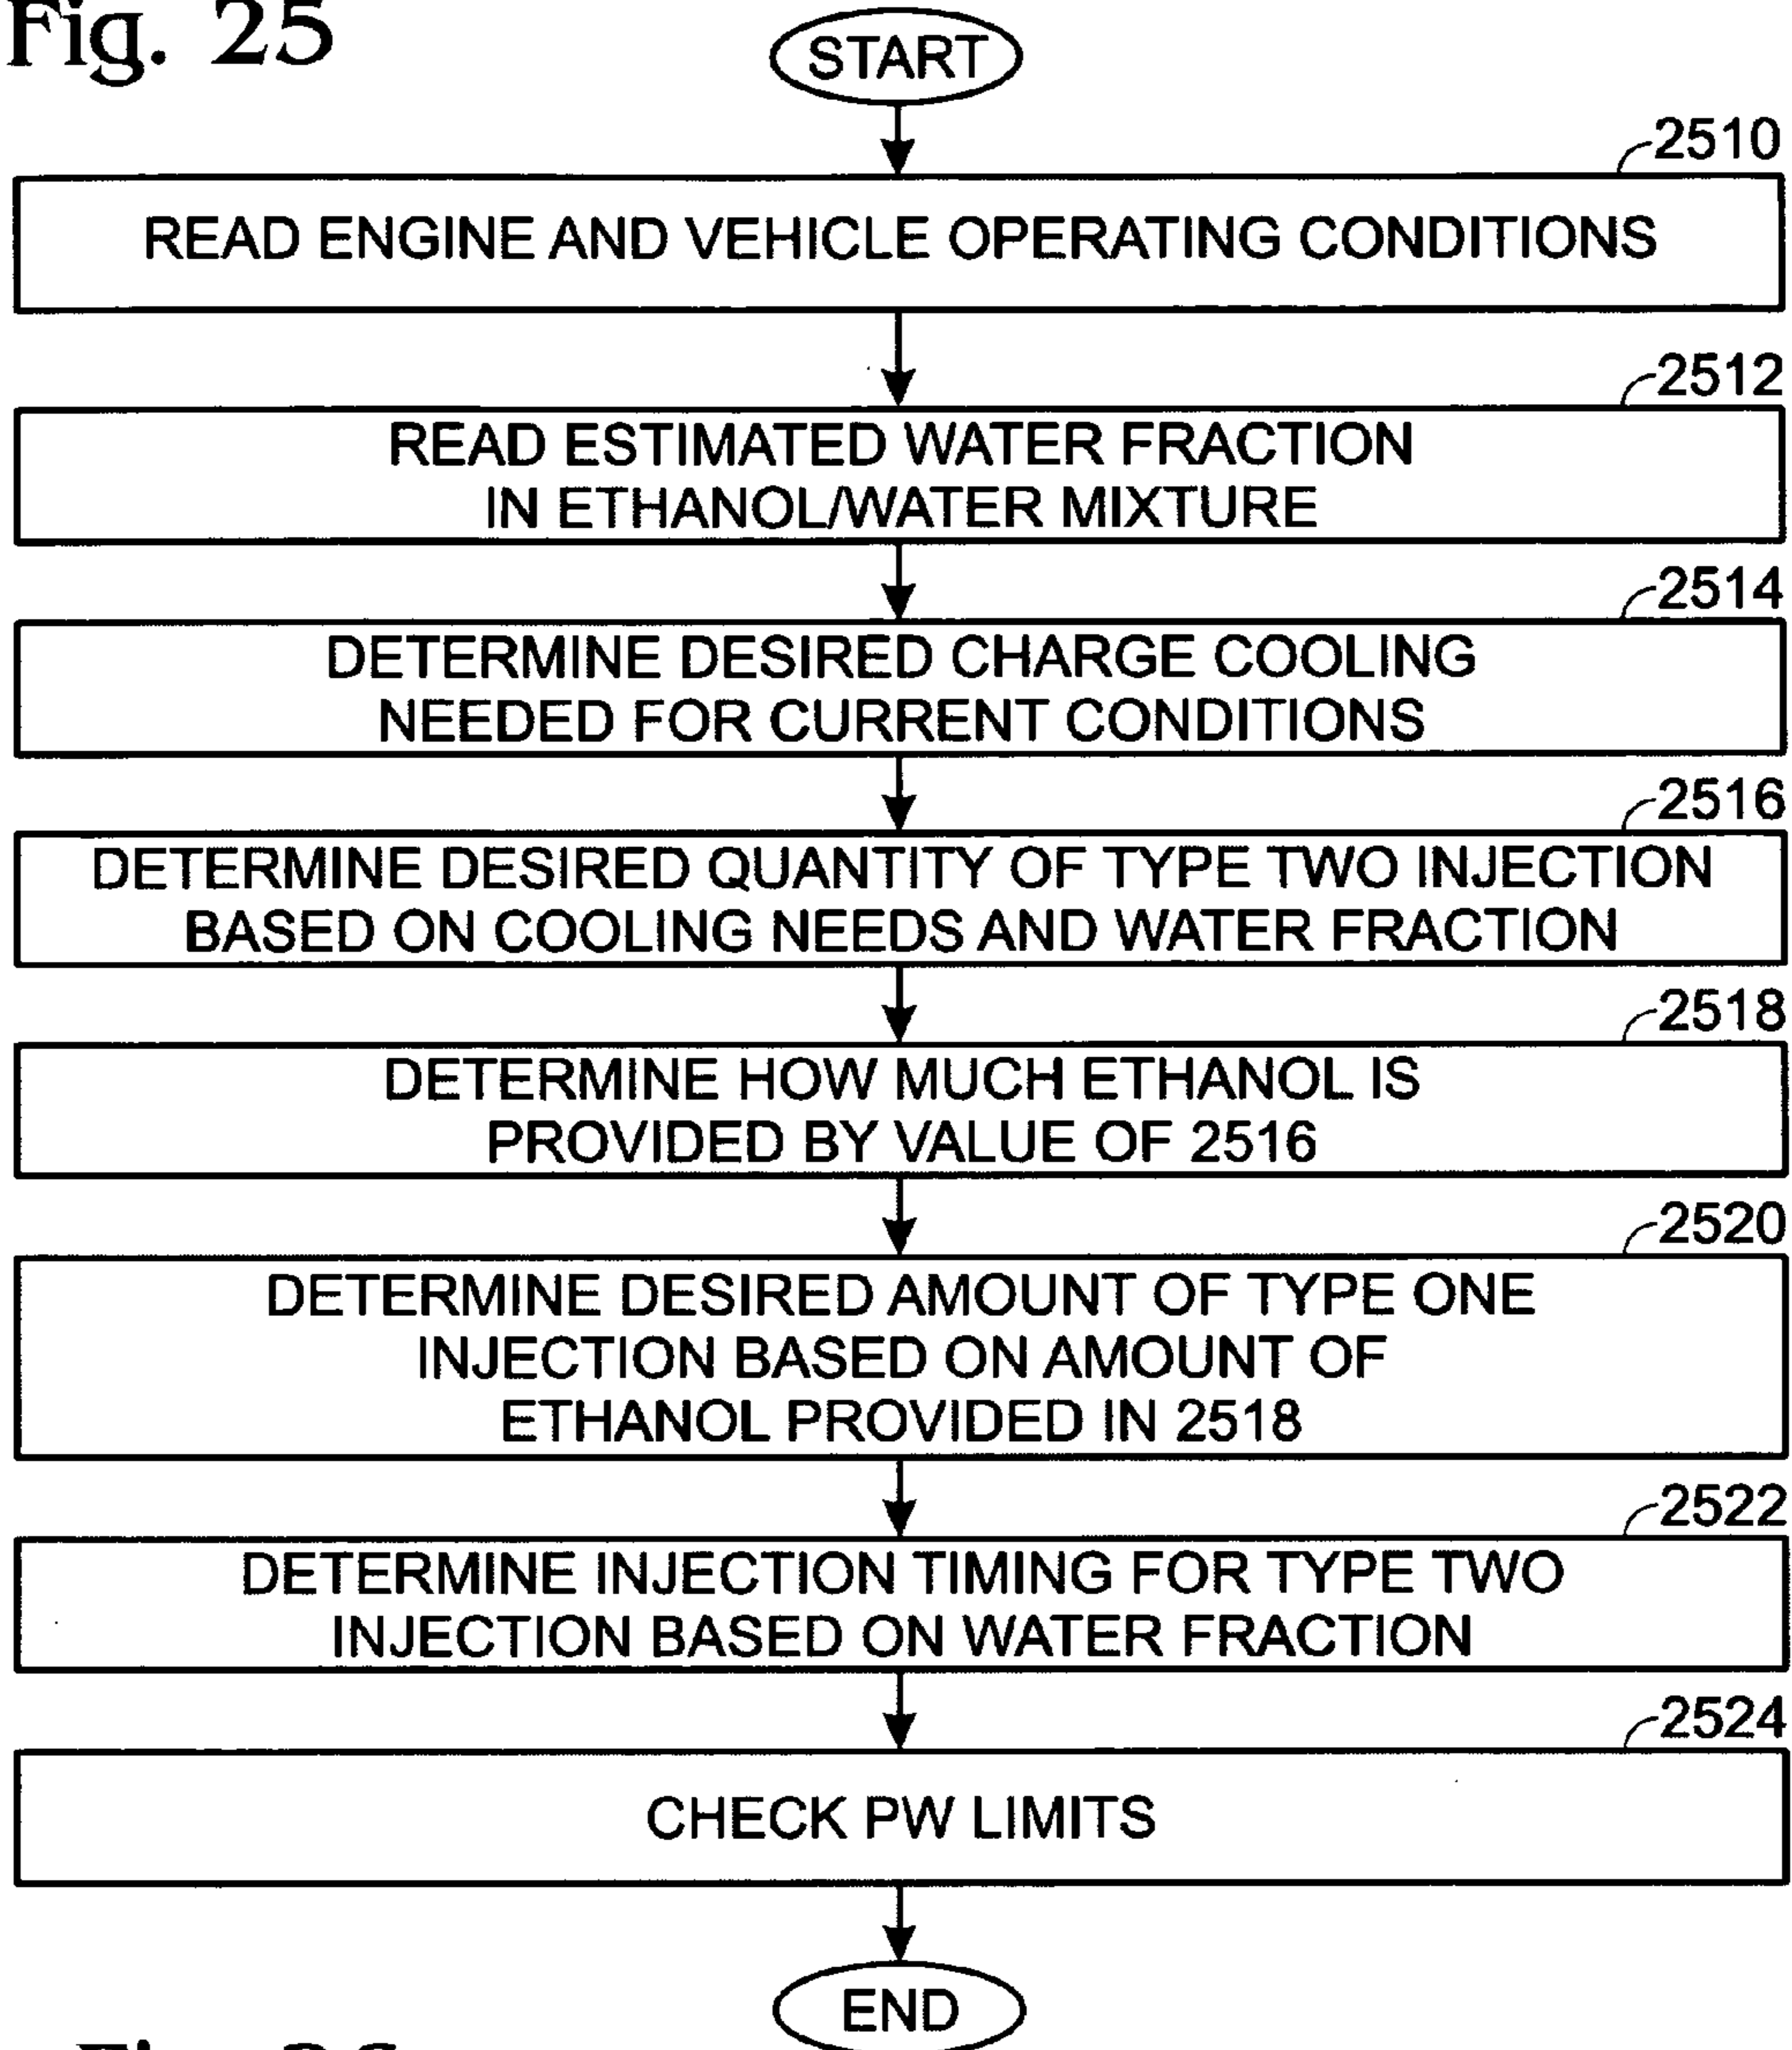 Fig. 25
START
2510
READ ENGINE AND VEHICLE OPERATING CONDITIONS
2512
READ ESTIMATED WATER FRACTION
IN ETHANOL/WATER MIXTURE
2514
DETERMINE DESIRED CHARGE COOLING
NEEDED FOR CURRENT CONDITIONS
2516
DETERMINE DESIRED QUANTITY OF TYPE TWO INJECTION
BASED ON COOLING NEEDS AND WATER FRACTION
2518
DETERMINE HOW MUCH ETHANOL IS
PROVIDED BY VALUE OF 2516
2520
DETERMINE DESIRED AMOUNT OF TYPE ONE
INJECTION BASED ON AMOUNT OF
ETHANOL PROVIDED IN 2518
2522
DETERMINE INJECTION TIMING FOR TYPE TWO
INJECTION BASED ON WATER FRACTION
2524
CHECK PW LIMITS
END